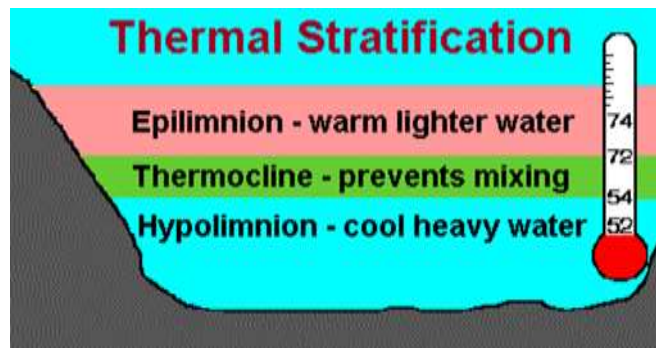 Thermal Stratification
Epilimnion - warm lighter water
74
72
Thermocline - prevents mixing
54
Hypolimnion - cool heavy water
52